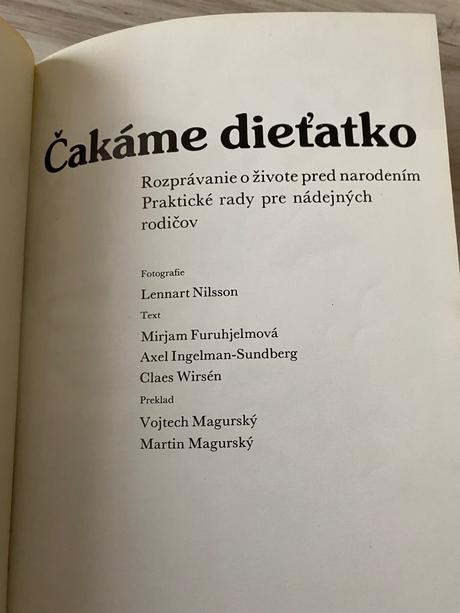 Čakáme dieťatko
Rozprávanie o živote pred narodením
Praktické rady pre nádejných
rodičov
Fotografie
Lennart Nilsson
Text
Mirjam Furuhjelmová
Axel Ingelman-Sundberg
Claes Wirsén
Preklad
Vojtech Magurský
Martin Magurský